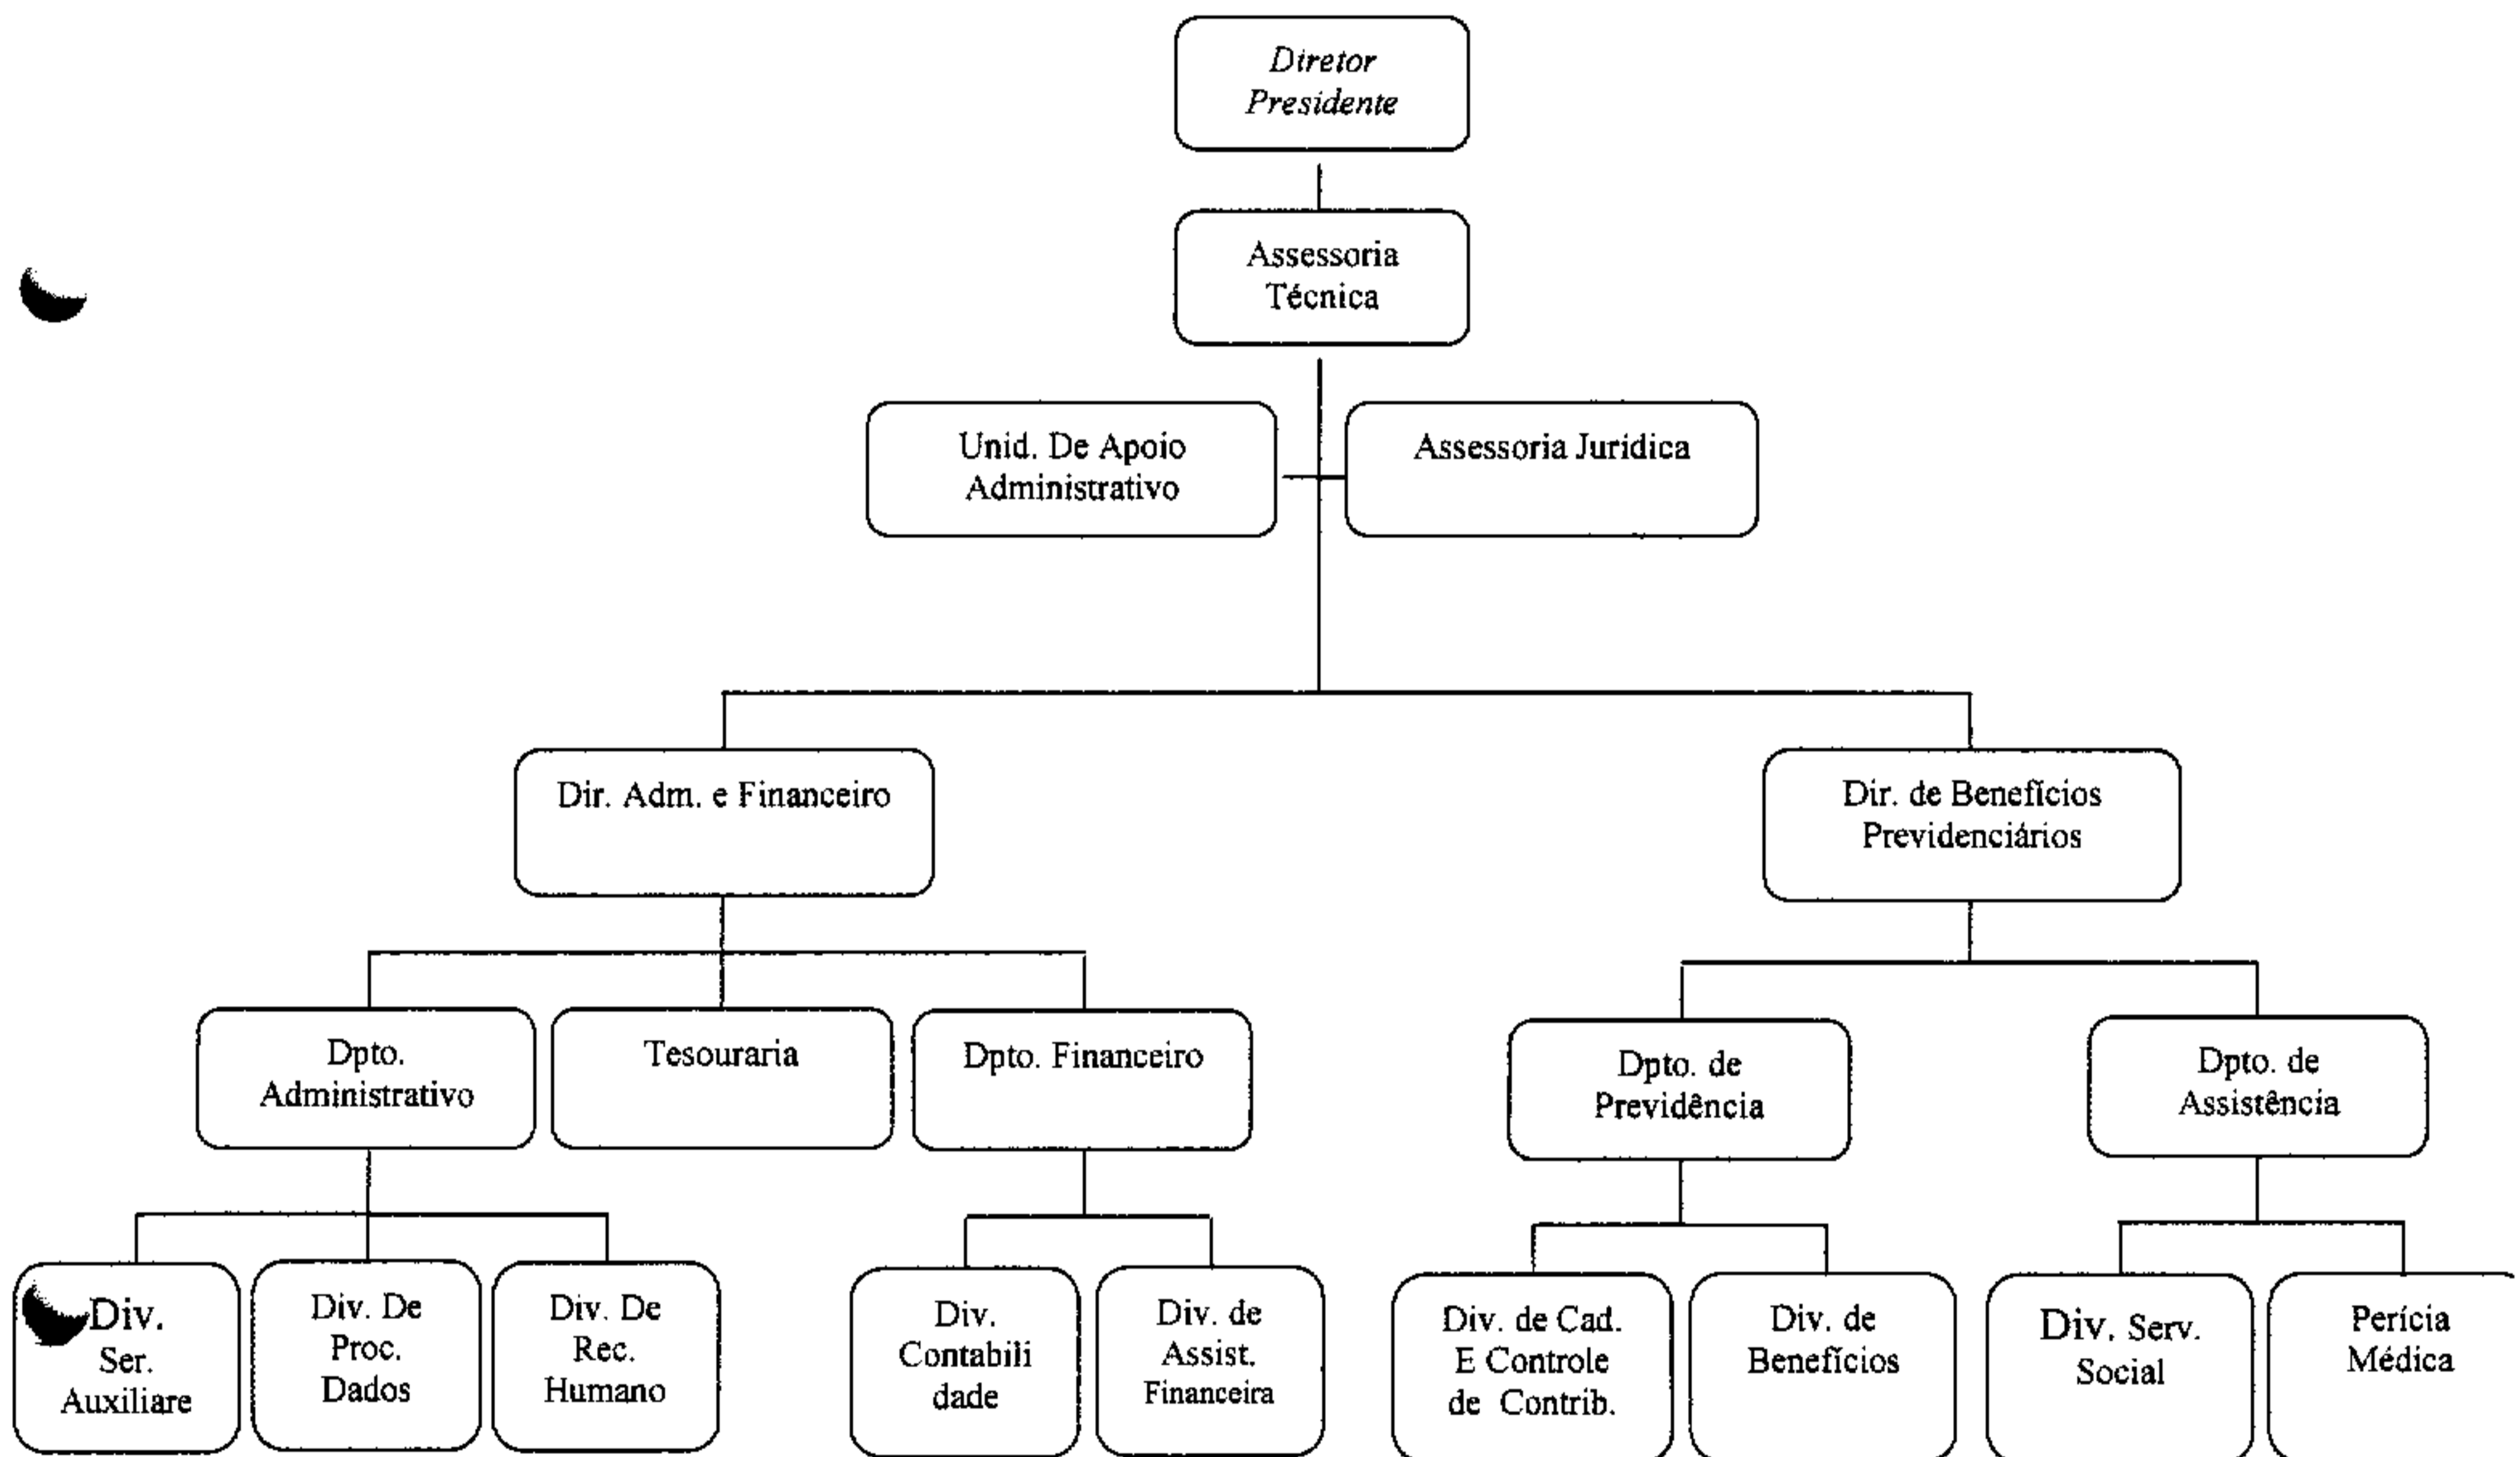 Diretor
Presidente
Assessoria
Técnica
Unid. De Apoio
Administrativo
Assessoria Jurídica
Dir. Adm. e Financeiro
Dir. de Benefícios
Previdenciários
Dpto.
Administrativo
Tesouraria
Dpto. Financeiro
Dpto. de
Previdência
Dpto. de
Assistência
Div.
Ser.
Auxiliare
Div. De
Proc.
Dados
Div. De
Rec.
Humano
Div.
Contabili
dade
Div. de
Assist.
Financeira
Div. de Cad.
E Controle
de Contrib.
Div. de
Benefícios
Div. Serv.
Social
Perícia
Médica